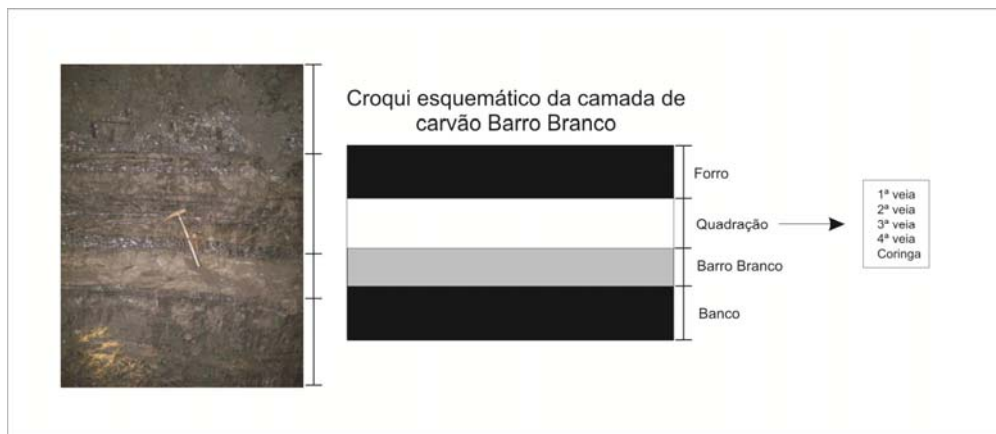 Croqui esquemático da camada de
carvão Barro Branco
Forro
Quadração
Barro Branco
Banco
1ª veia
2ª veia
3ª veia
4ª veia
Coringa